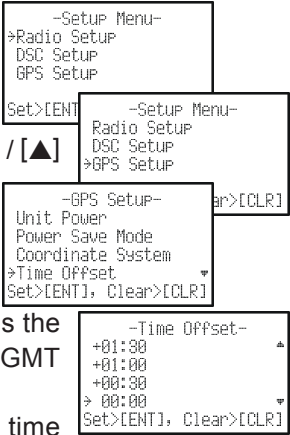 -Setup Menu-
→Radio Setup
DSC Setup
GPS Setup
Set>[ENT
-Setup Menu-
Radio Setup
DSC Setup
→GPS Setup
/ [▲]
>[CLR]
-GPS Setup-
Unit Power
Power Save Mode
Coordinate System
→Time Offset
Set>[ENT], Clear>[CLR]
s the
GMT
time
-Time Offset-
+01:30
+01:00
+00:30
→ 00:00
Set>[ENT], Clear>[CLR]